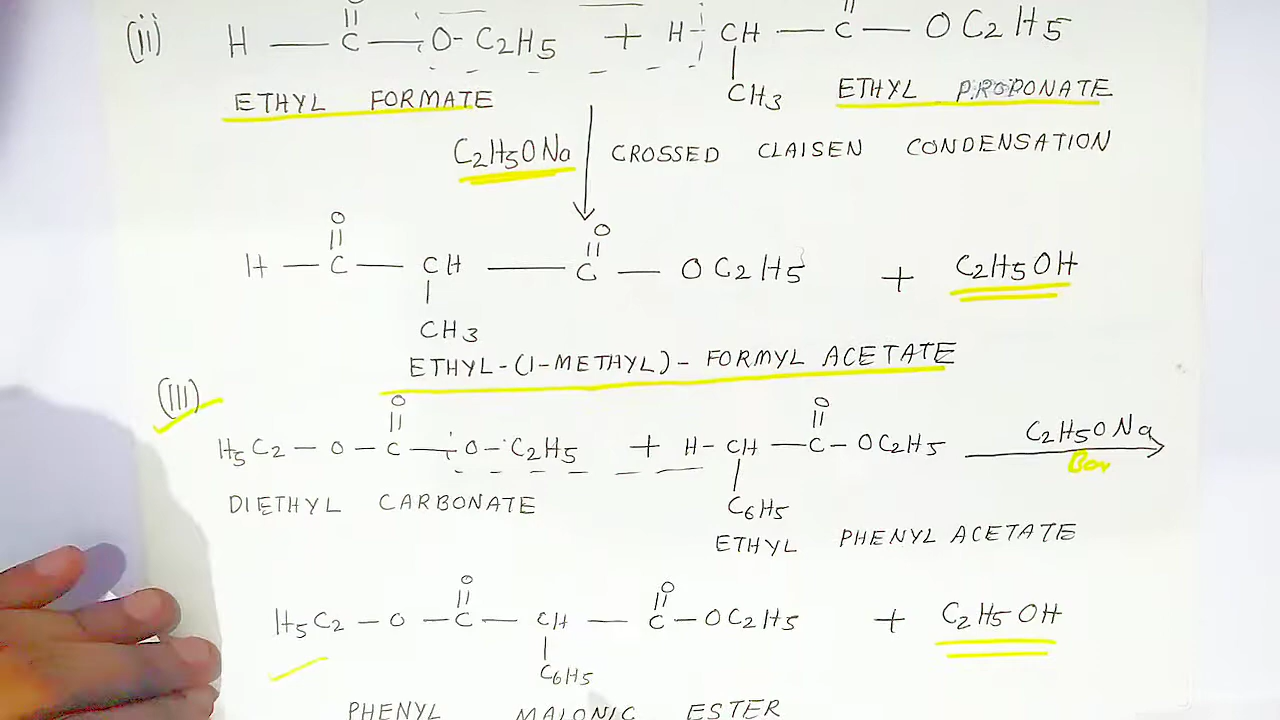 (ii) H — C — O - C2H5 + H - CH — C — OC2H5
||
||
CH3
ETHYL FORMATE ETHYL PROPONATE
C2H5ONa CROSSED CLAISEN CONDENSATION
O
||
O
||
H — C — CH — C — OC2H5 + C2H5OH
CH3
ETHYL-(1-METHYL)- FORMYL ACETATE
(III)
O
||
O
||
H5C2 — O — C — O - C2H5 + H - CH — C - OC2H5 C2H5ONa
C6H5
DIETHYL CARBONATE
ETHYL PHENYL ACETATE
O
||
O
||
H5C2 — O — C — CH — C — OC2H5 + C2H5OH
C6H5
PHENYL MALONIC ESTER